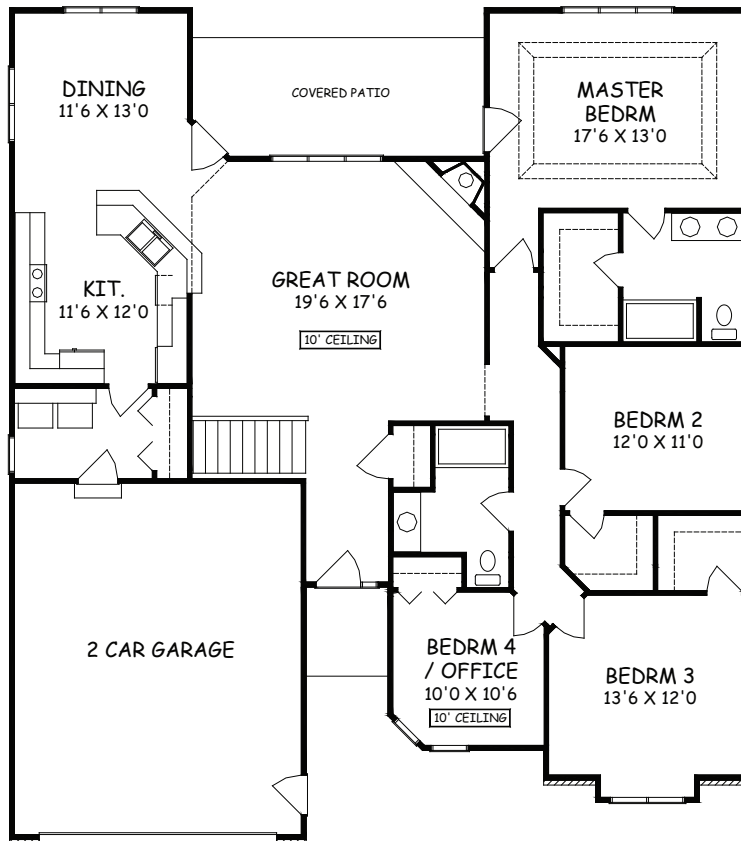 DINING
11'6 X 13'0
COVERED PATIO
MASTER
BEDRM
17'6 X 13'0
KIT.
11'6 X 12'0
GREAT ROOM
19'6 X 17'6
10' CEILING
BEDRM 2
12'0 X 11'0
2 CAR GARAGE
BEDRM 4
/ OFFICE
10'0 X 10'6
10' CEILING
BEDRM 3
13'6 X 12'0